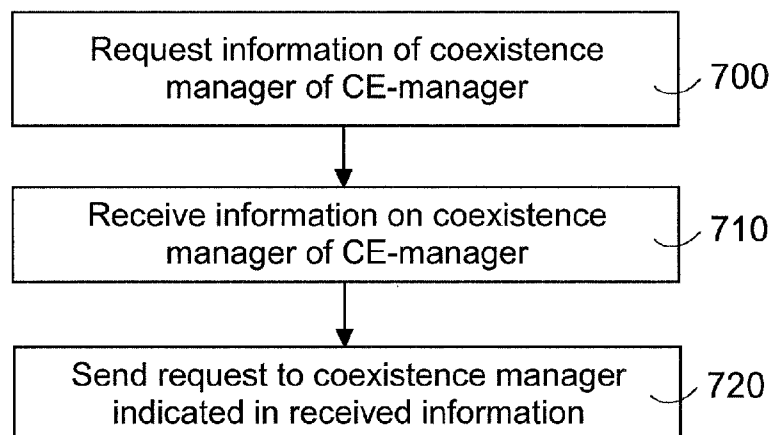 Request information of coexistence
manager of CE-manager
700
Receive information on coexistence
manager of CE-manager
710
Send request to coexistence manager
indicated in received information
720